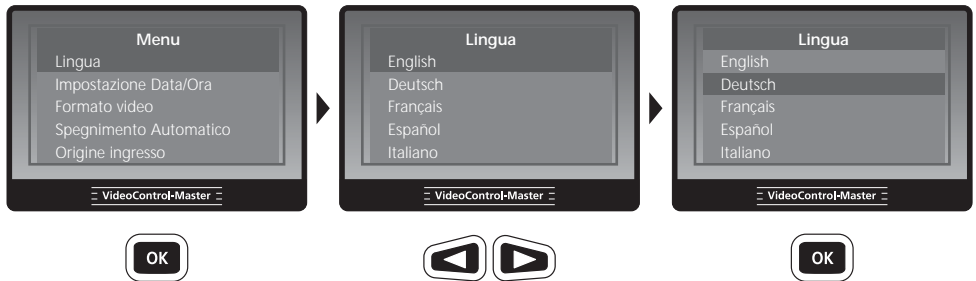 Menu
Lingua
Impostazione Data/Ora
Formato video
Spegnimento Automatico
Origine ingresso
VideoControl-Master
OK
Lingua
English
Deutsch
Français
Español
Italiano
VideoControl-Master
Lingua
English
Deutsch
Français
Español
Italiano
VideoControl-Master
OK